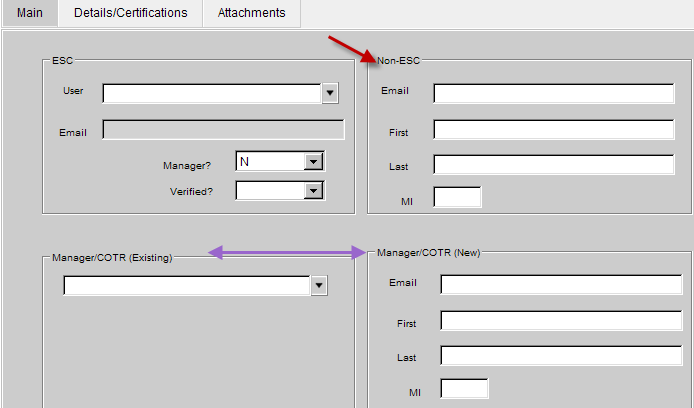 Main Details/Certifications Attachments
ESC
User
Email
Manager? N
Verified?
Non-ESC
Email
First
Last
MI
Manager/COTR (Existing)
Manager/COTR (New)
Email
First
Last
MI